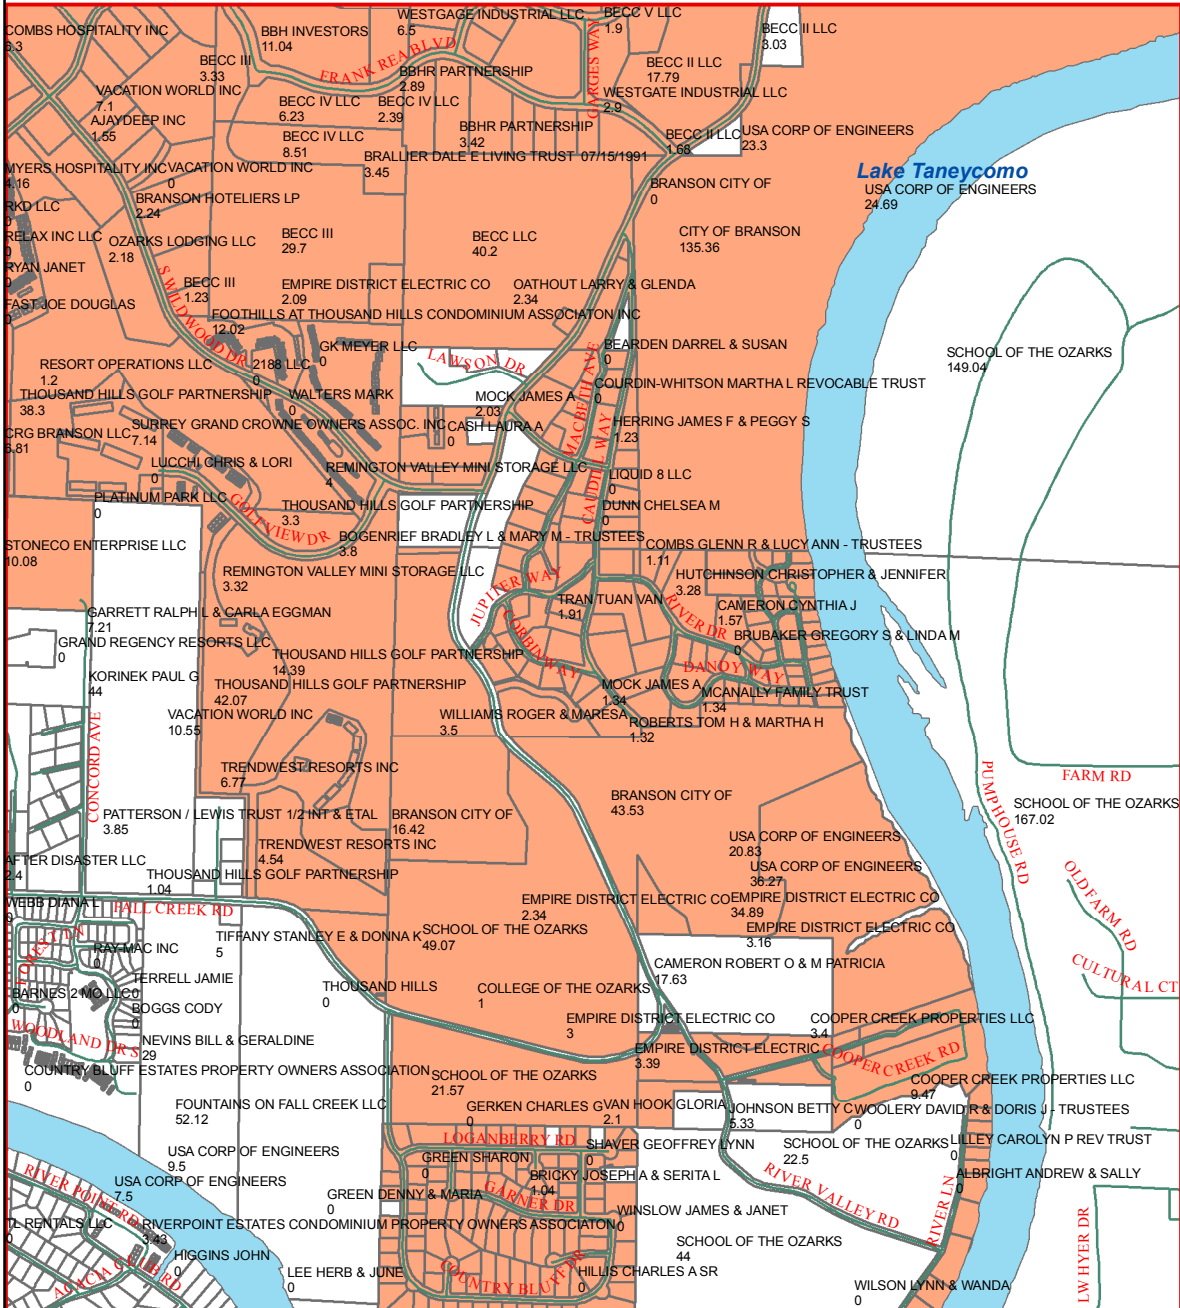 WESTGAGE INDUSTRIAL LLC
6.5
BECC V LLC
1.9
COMBS HOSPITALITY INC
6.3
BBH INVESTORS
11.04
BECC II LLC
3.03
FRANK REA BLVD
GARGES WAY
BECC III
3.33
BBHR PARTNERSHIP
2.89
BECC II LLC
17.79
VACATION WORLD INC
7.1
BECC IV LLC
6.23
BECC IV LLC
2.39
WESTGATE INDUSTRIAL LLC
2.9
AJAYDEEP INC
1.55
BECC IV LLC
8.51
BBHR PARTNERSHIP
3.42
BECC II LLC
1.68
USA CORP OF ENGINEERS
23.3
BRALLIER DALE E LIVING TRUST 07/15/1991
3.45
MYERS HOSPITALITY INC
4.16
VACATION WORLD INC
0
Lake Taneycomo
USA CORP OF ENGINEERS
24.69
BRANSON CITY OF
0
BRANSON HOTELIERS LP
2.24
RKD LLC
0
RELAX INC LLC
0
OZARKS LODGING LLC
2.18
BECC III
29.7
BECC LLC
40.2
CITY OF BRANSON
135.36
RYAN JANET
0
BECC III
1.23
EMPIRE DISTRICT ELECTRIC CO
2.09
OATHOUT LARRY & GLENDA
2.34
FAST JOE DOUGLAS
0
S WILDWOOD DR
FOOTHILLS AT THOUSAND HILLS CONDOMINIUM ASSOCIATON INC
12.02
GK MEYER LLC
0
BEARDEN DARREL & SUSAN
0
SCHOOL OF THE OZARKS
149.04
LAWSON DR
RESORT OPERATIONS LLC
1.2
2188 LLC
0
COURDIN-WHITSON MARTHA L REVOCABLE TRUST
0
THOUSAND HILLS GOLF PARTNERSHIP
38.3
WALTERS MARK
0
MOCK JAMES A
2.03
MACBETH AVE
CAUDILL WAY
SURREY GRAND CROWNE OWNERS ASSOC. INC
7.14
CASH LAURA A
0
HERRING JAMES F & PEGGY S
1.23
CRG BRANSON LLC
6.81
LUCCHI CHRIS & LORI
0
REMINGTON VALLEY MINI STORAGE LLC
4
LIQUID 8 LLC
0
PLATINUM PARK LLC
0
GOLF VIEW DR
THOUSAND HILLS GOLF PARTNERSHIP
3.3
DUNN CHELSEA M
0
BOGENRIEF BRADLEY L & MARY M - TRUSTEES
3.8
STONECO ENTERPRISE LLC
10.08
COMBS GLENN R & LUCY ANN - TRUSTEES
1.11
REMINGTON VALLEY MINI STORAGE LLC
3.32
JUPITER WAY
HUTCHINSON CHRISTOPHER & JENNIFER
3.28
TRAN TUAN VAN
1.91
RIVER DR
CAMERON CYNTHIA J
1.57
GARRETT RALPH L & CARLA EGGMAN
7.21
CORBIN WAY
BRUBAKER GREGORY S & LINDA M
0
GRAND REGENCY RESORTS LLC
0
THOUSAND HILLS GOLF PARTNERSHIP
14.39
DANDY WAY
KORINEK PAUL G
44
THOUSAND HILLS GOLF PARTNERSHIP
42.07
MOCK JAMES A
1.34
MCANALLY FAMILY TRUST
1.34
VACATION WORLD INC
10.55
WILLIAMS ROGER & MARESA
3.5
ROBERTS TOM H & MARTHA H
1.32
CONCORD AVE
TRENDWEST RESORTS INC
6.77
PUMPHOUSE RD
FARM RD
BRANSON CITY OF
43.53
SCHOOL OF THE OZARKS
167.02
PATTERSON / LEWIS TRUST 1/2 INT & ETAL
3.85
BRANSON CITY OF
16.42
TRENDWEST RESORTS INC
4.54
USA CORP OF ENGINEERS
20.83
AFTER DISASTER LLC
2.4
THOUSAND HILLS GOLF PARTNERSHIP
1.04
USA CORP OF ENGINEERS
36.27
OLD FARM RD
WEBB DIANA L
0
FALL CREEK RD
EMPIRE DISTRICT ELECTRIC CO
2.34
EMPIRE DISTRICT ELECTRIC CO
34.89
FOREST LN
TIFFANY STANLEY E & DONNA K
5
SCHOOL OF THE OZARKS
49.07
EMPIRE DISTRICT ELECTRIC CO
3.16
RAY-MAC INC
0
CAMERON ROBERT O & M PATRICIA
17.63
CULTURAL CT
TERRELL JAMIE
0
THOUSAND HILLS
0
COLLEGE OF THE OZARKS
1
BARNES 2 MO LLC
0
BOGGS CODY
0
EMPIRE DISTRICT ELECTRIC CO
3
COOPER CREEK PROPERTIES LLC
3.4
WOODLAND DR S
NEVINS BILL & GERALDINE
29
EMPIRE DISTRICT ELECTRIC
3.39
COOPER CREEK RD
COUNTRY BLUFF ESTATES PROPERTY OWNERS ASSOCIATION
0
SCHOOL OF THE OZARKS
21.57
COOPER CREEK PROPERTIES LLC
9.47
FOUNTAINS ON FALL CREEK LLC
52.12
GERKEN CHARLES G
0
VAN HOOK GLORIA
2.1
JOHNSON BETTY C
5.33
WOOLERY DAVID R & DORIS J - TRUSTEES
0
LOGANBERRY RD
SHAVER GEOFFREY LYNN
0
SCHOOL OF THE OZARKS
22.5
LILLEY CAROLYN P REV TRUST
0
USA CORP OF ENGINEERS
9.5
GREEN SHARON
0
BRICKY JOSEPH A & SERITA L
1.04
RIVER VALLEY RD
ALBRIGHT ANDREW & SALLY
0
RIVER POINT RD
USA CORP OF ENGINEERS
7.5
GREEN DENNY & MARIA
0
GARNER DR
RIVER LN
WINSLOW JAMES & JANET
0
TL RENTALS LLC
0
RIVERPOINT ESTATES CONDOMINIUM PROPERTY OWNERS ASSOCIATON
3.43
LW HYER DR
SCHOOL OF THE OZARKS
44
HIGGINS JOHN
0
ACACIA CLUB RD
LEE HERB & JUNE
0
COUNTRY BLUFF DR
HILLIS CHARLES A SR
0
WILSON LYNN & WANDA
0